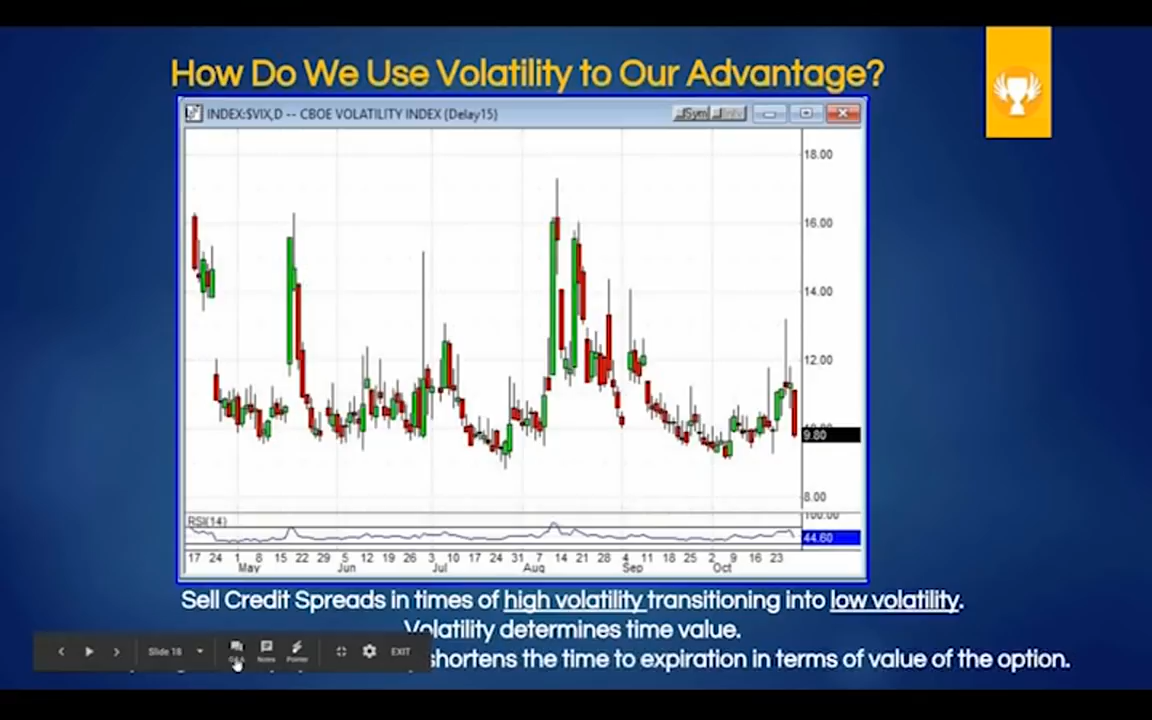 How Do We Use Volatility to Our Advantage?
INDEX:$VIX,D -- CBOE VOLATILITY INDEX (Delay15)
Sym Info
18.00
16.00
14.00
12.00
9.80
8.00
RSI(14)
100.00
44.60
17 24 1 8 15 22 29 5 12 19 26 3 10 17 24 31 7 14 21 28 4 11 18 25 2 9 16 23
May Jun Jul Aug Sep Oct
Sell Credit Spreads in times of high volatility transitioning into low volatility.
Volatility determines time value.
shortens the time to expiration in terms of value of the option.
Slide 18 Q&A Notes Pointer EXIT